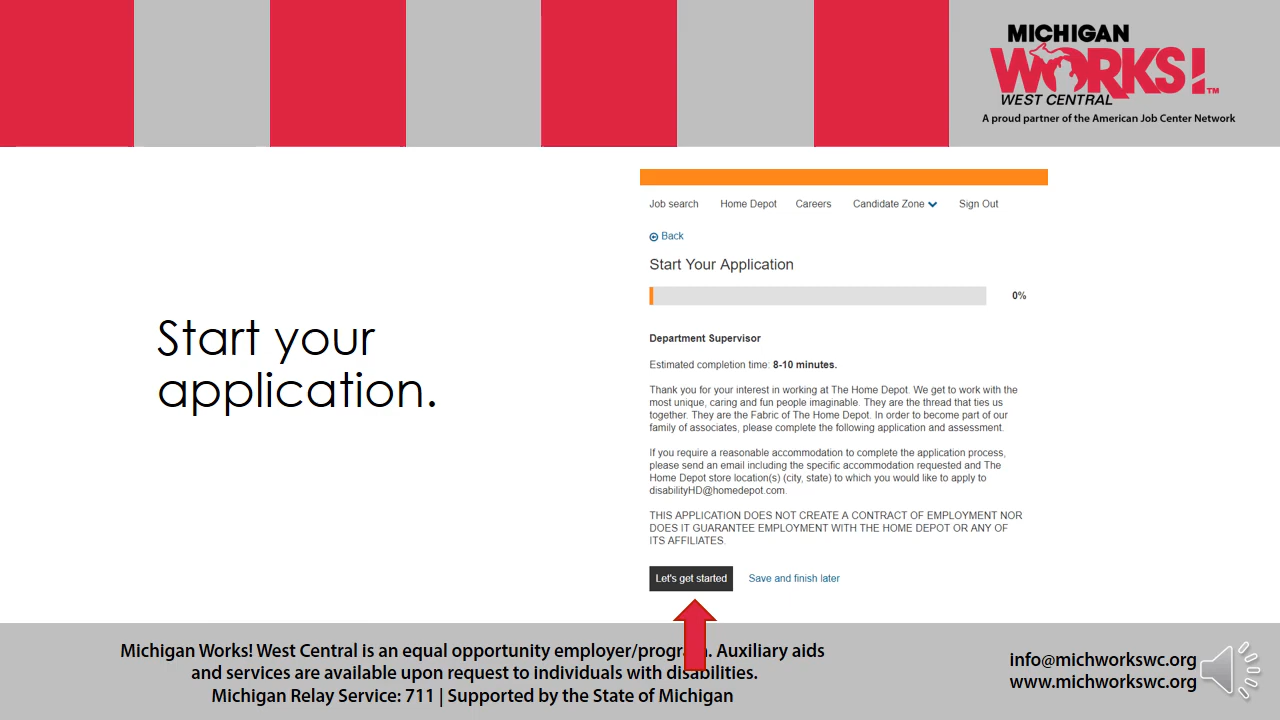 MICHIGAN
WORKS!™
WEST CENTRAL
A proud partner of the American Job Center Network
Start your
application.
Job search Home Depot Careers Candidate Zone Sign Out
Back
Start Your Application
0%
Department Supervisor
Estimated completion time: 8-10 minutes.
Thank you for your interest in working at The Home Depot. We get to work with the
most unique, caring and fun people imaginable. They are the thread that ties us
together. They are the Fabric of The Home Depot. In order to become part of our
family of associates, please complete the following application and assessment.
If you require a reasonable accommodation to complete the application process,
please send an email including the specific accommodation requested and The
Home Depot store location(s) (city, state) to which you would like to apply to
disabilityHD@homedepot.com.
THIS APPLICATION DOES NOT CREATE A CONTRACT OF EMPLOYMENT NOR
DOES IT GUARANTEE EMPLOYMENT WITH THE HOME DEPOT OR ANY OF
ITS AFFILIATES.
Let's get started Save and finish later
Michigan Works! West Central is an equal opportunity employer/program. Auxiliary aids
and services are available upon request to individuals with disabilities.
Michigan Relay Service: 711 | Supported by the State of Michigan
info@michworkswc.org
www.michworkswc.org